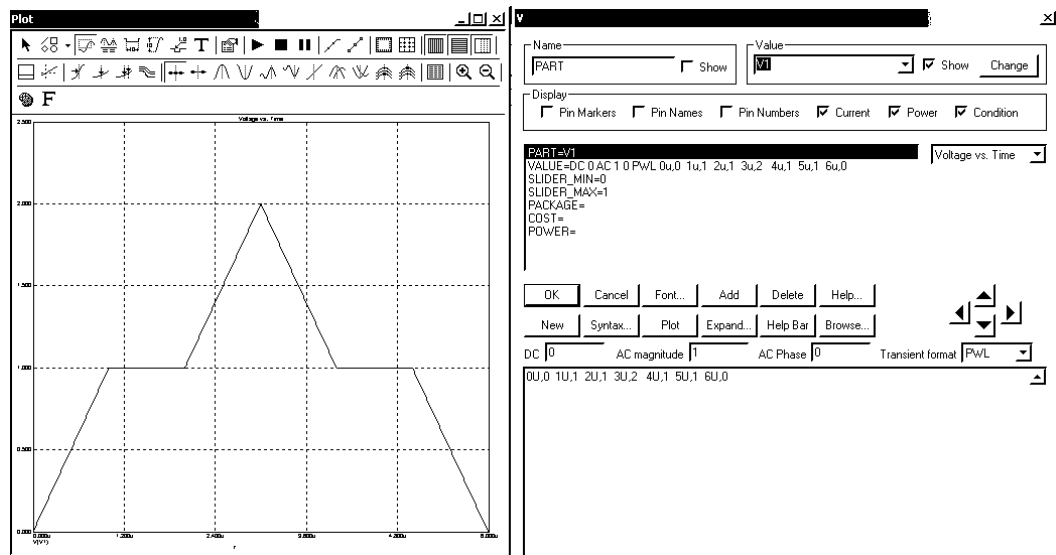 Plot
T
F
Voltage vs. Time
2.500
2.000
1.500
1.000
0.500
0.000
0.000u 1.200u 2.400u 3.600u 4.800u 6.000u
V(V1)
T
V
Name
PART
Show
Value
V1
Show
Change
Display
Pin Markers Pin Names Pin Numbers Current Power Condition
PART=V1
VALUE=DC 0 AC 1 0 PWL 0u,0 1u,1 2u,1 3u,2 4u,1 5u,1 6u,0
SLIDER_MIN=0
SLIDER_MAX=1
PACKAGE=
COST=
POWER=
Voltage vs. Time
OK Cancel Font... Add Delete Help...
New Syntax... Plot Expand... Help Bar Browse...
DC 0 AC magnitude 1 AC Phase 0 Transient format PWL
0U,0 1U,1 2U,1 3U,2 4U,1 5U,1 6U,0